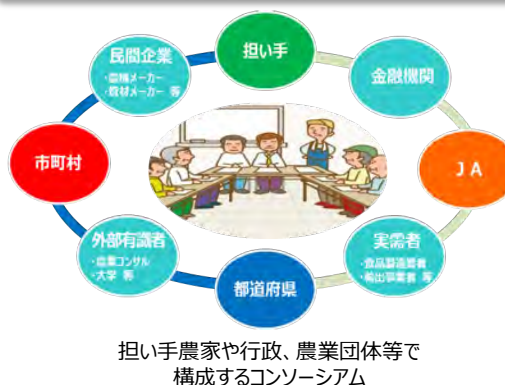 担い手
民間企業
・農機メーカー
・資材メーカー 等
金融機関
市町村
JA
外部有識者
・農業コンサル
・大学 等
実需者
・食品製造業者
・輸出事業者 等
都道府県
担い手農家や行政、農業団体等で
構成するコンソーシアム